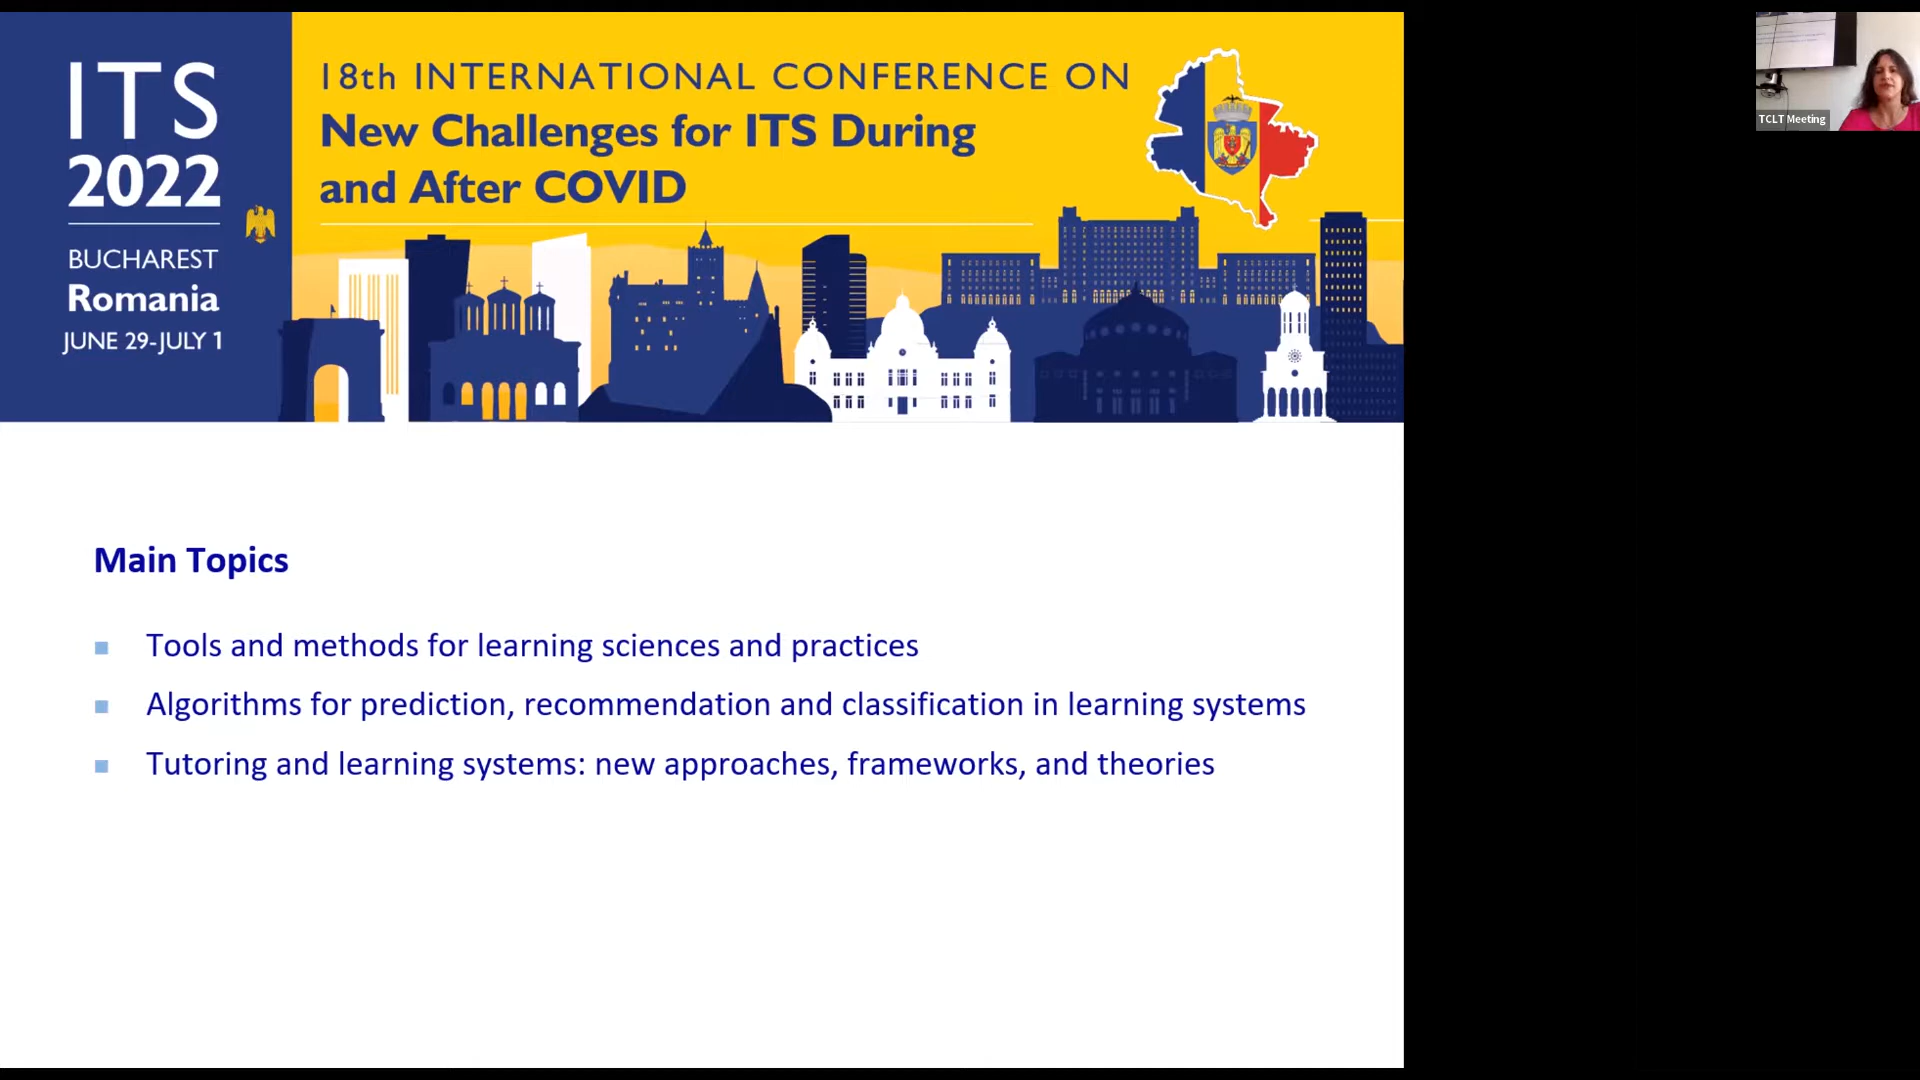 ITS
2022
BUCHAREST
Romania
JUNE 29-JULY 1
18th INTERNATIONAL CONFERENCE ON
New Challenges for ITS During
and After COVID
Main Topics
Tools and methods for learning sciences and practices
Algorithms for prediction, recommendation and classification in learning systems
Tutoring and learning systems: new approaches, frameworks, and theories
TCLT Meeting